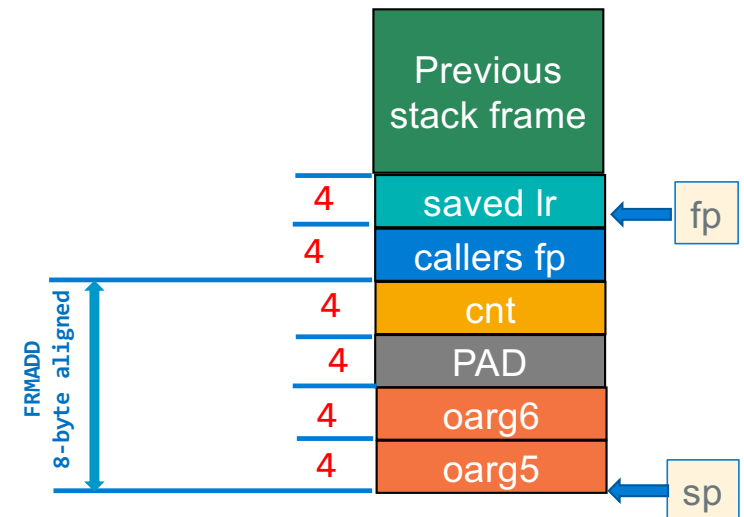 Previous
stack frame
4
saved lr
fp
4
callers fp
4
cnt
4
PAD
FRMADD
8-byte aligned
4
oarg6
4
oarg5
sp